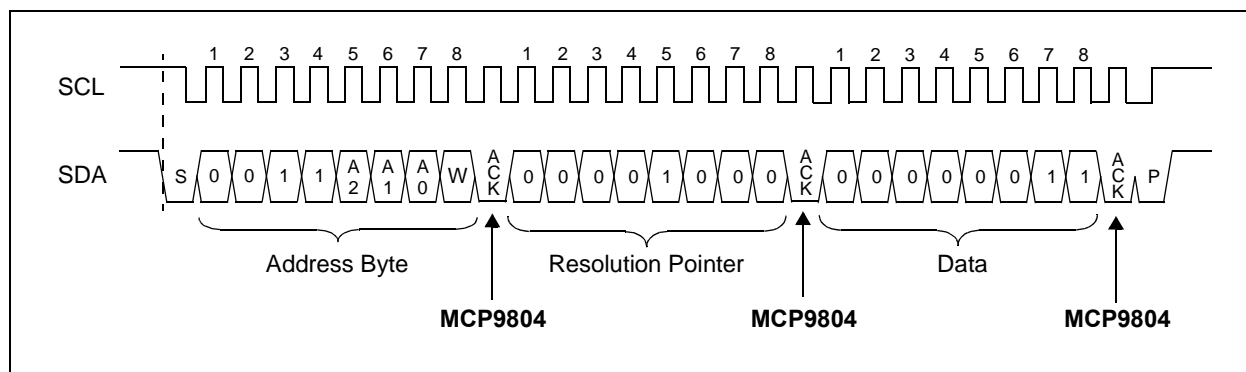 1 2 3 4 5 6 7 8 1 2 3 4 5 6 7 8 1 2 3 4 5 6 7 8
SCL
SDA
S 0 0 1 1 A2 A1 A0 W ACK 0 0 0 0 1 0 0 0 ACK 0 0 0 0 0 0 1 1 ACK P
Address Byte Resolution Pointer Data
MCP9804 MCP9804 MCP9804